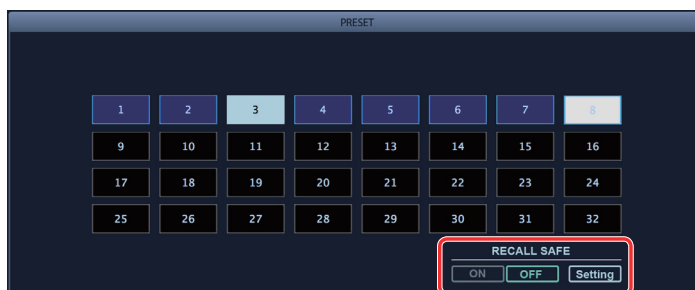 PRESET
1 2 3 4 5 6 7 8
9 10 11 12 13 14 15 16
17 18 19 20 21 22 23 24
25 26 27 28 29 30 31 32
RECALL SAFE
ON OFF Setting